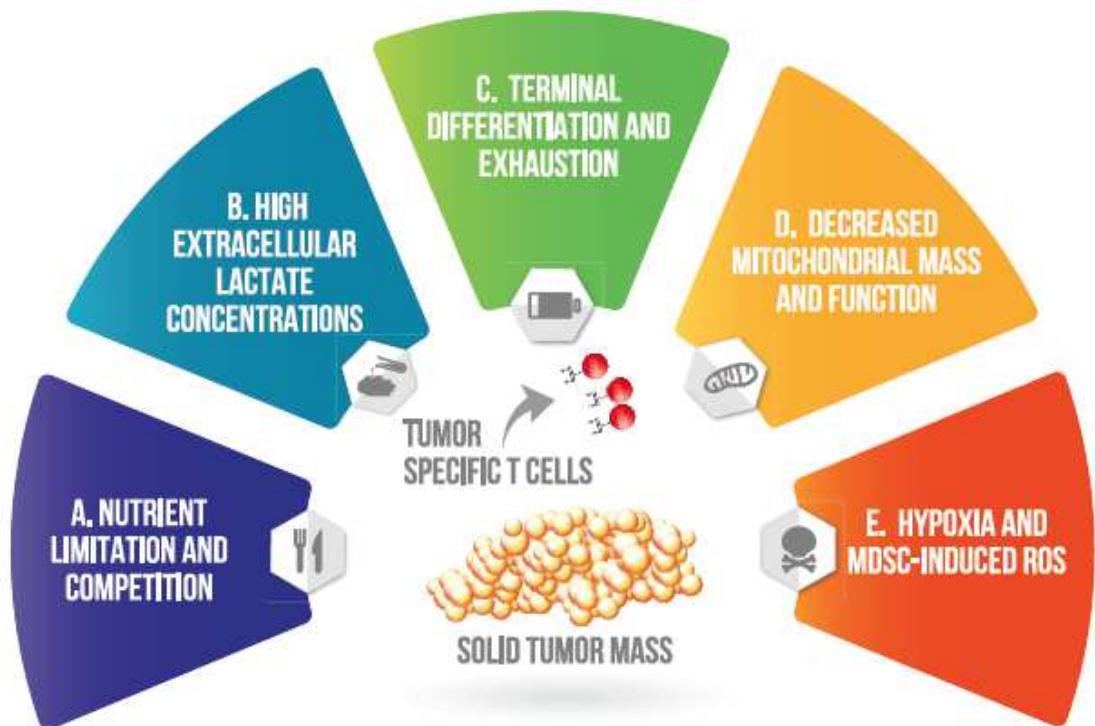 A. NUTRIENT
LIMITATION AND
COMPETITION
B. HIGH
EXTRACELLULAR
LACTATE
CONCENTRATIONS
C. TERMINAL
DIFFERENTIATION AND
EXHAUSTION
D. DECREASED
MITOCHONDRIAL MASS
AND FUNCTION
E. HYPOXIA AND
MDSC-INDUCED ROS
TUMOR
SPECIFIC T CELLS
SOLID TUMOR MASS